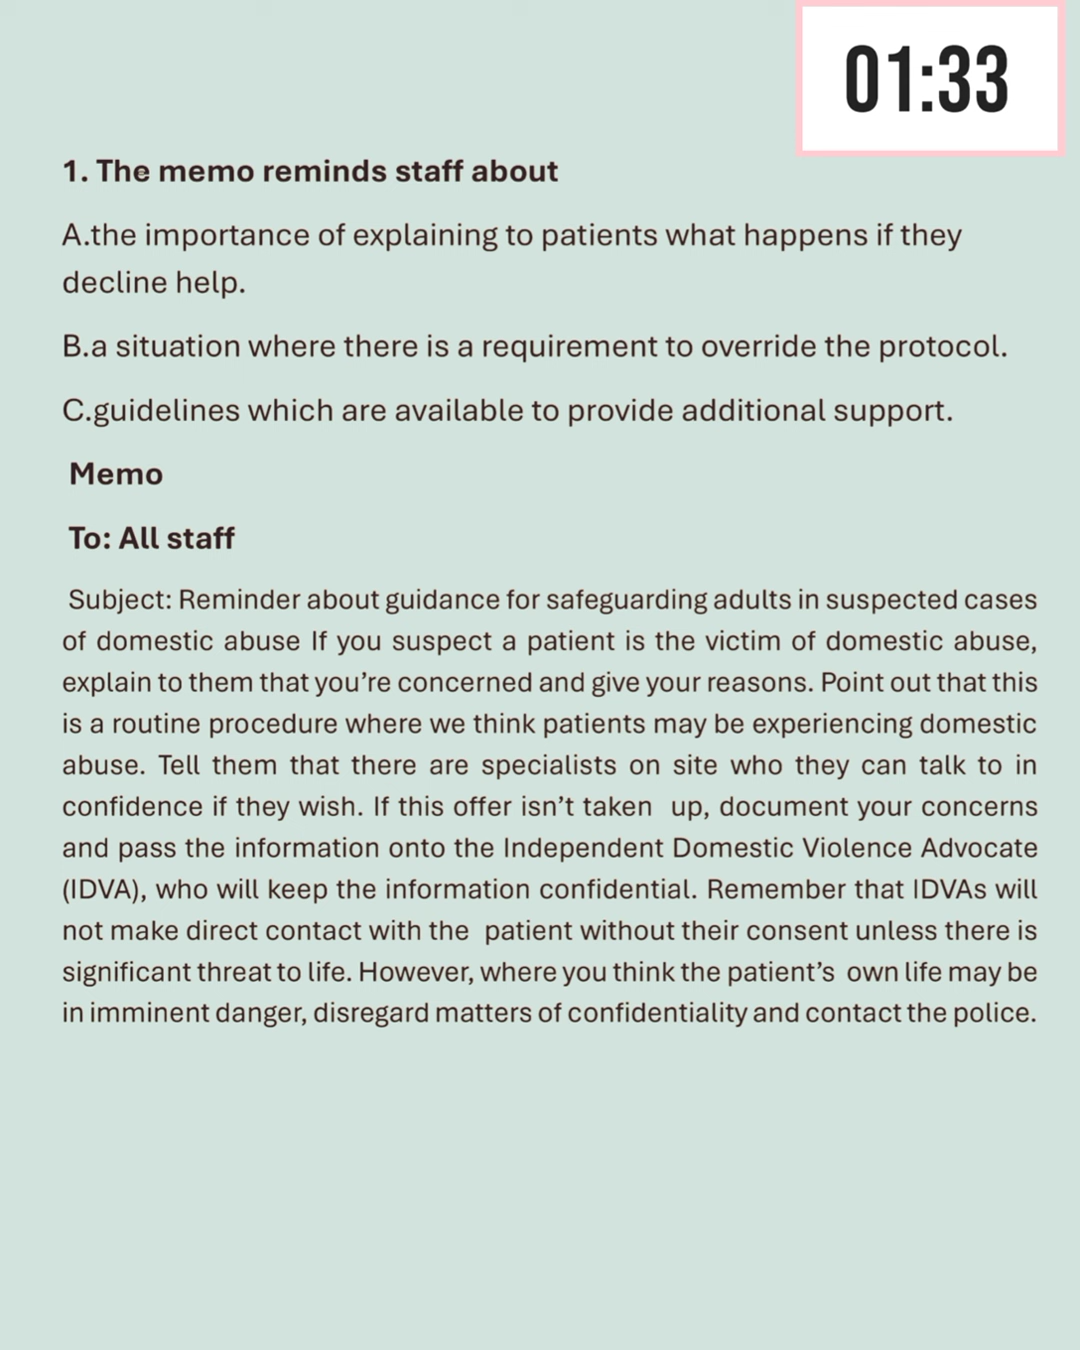 01:33
1. The memo reminds staff about
A.the importance of explaining to patients what happens if they
decline help.
B.a situation where there is a requirement to override the protocol.
C.guidelines which are available to provide additional support.
Memo
To: All staff
Subject: Reminder about guidance for safeguarding adults in suspected cases
of domestic abuse If you suspect a patient is the victim of domestic abuse,
explain to them that you’re concerned and give your reasons. Point out that this
is a routine procedure where we think patients may be experiencing domestic
abuse. Tell them that there are specialists on site who they can talk to in
confidence if they wish. If this offer isn’t taken up, document your concerns
and pass the information onto the Independent Domestic Violence Advocate
(IDVA), who will keep the information confidential. Remember that IDVAs will
not make direct contact with the patient without their consent unless there is
significant threat to life. However, where you think the patient’s own life may be
in imminent danger, disregard matters of confidentiality and contact the police.